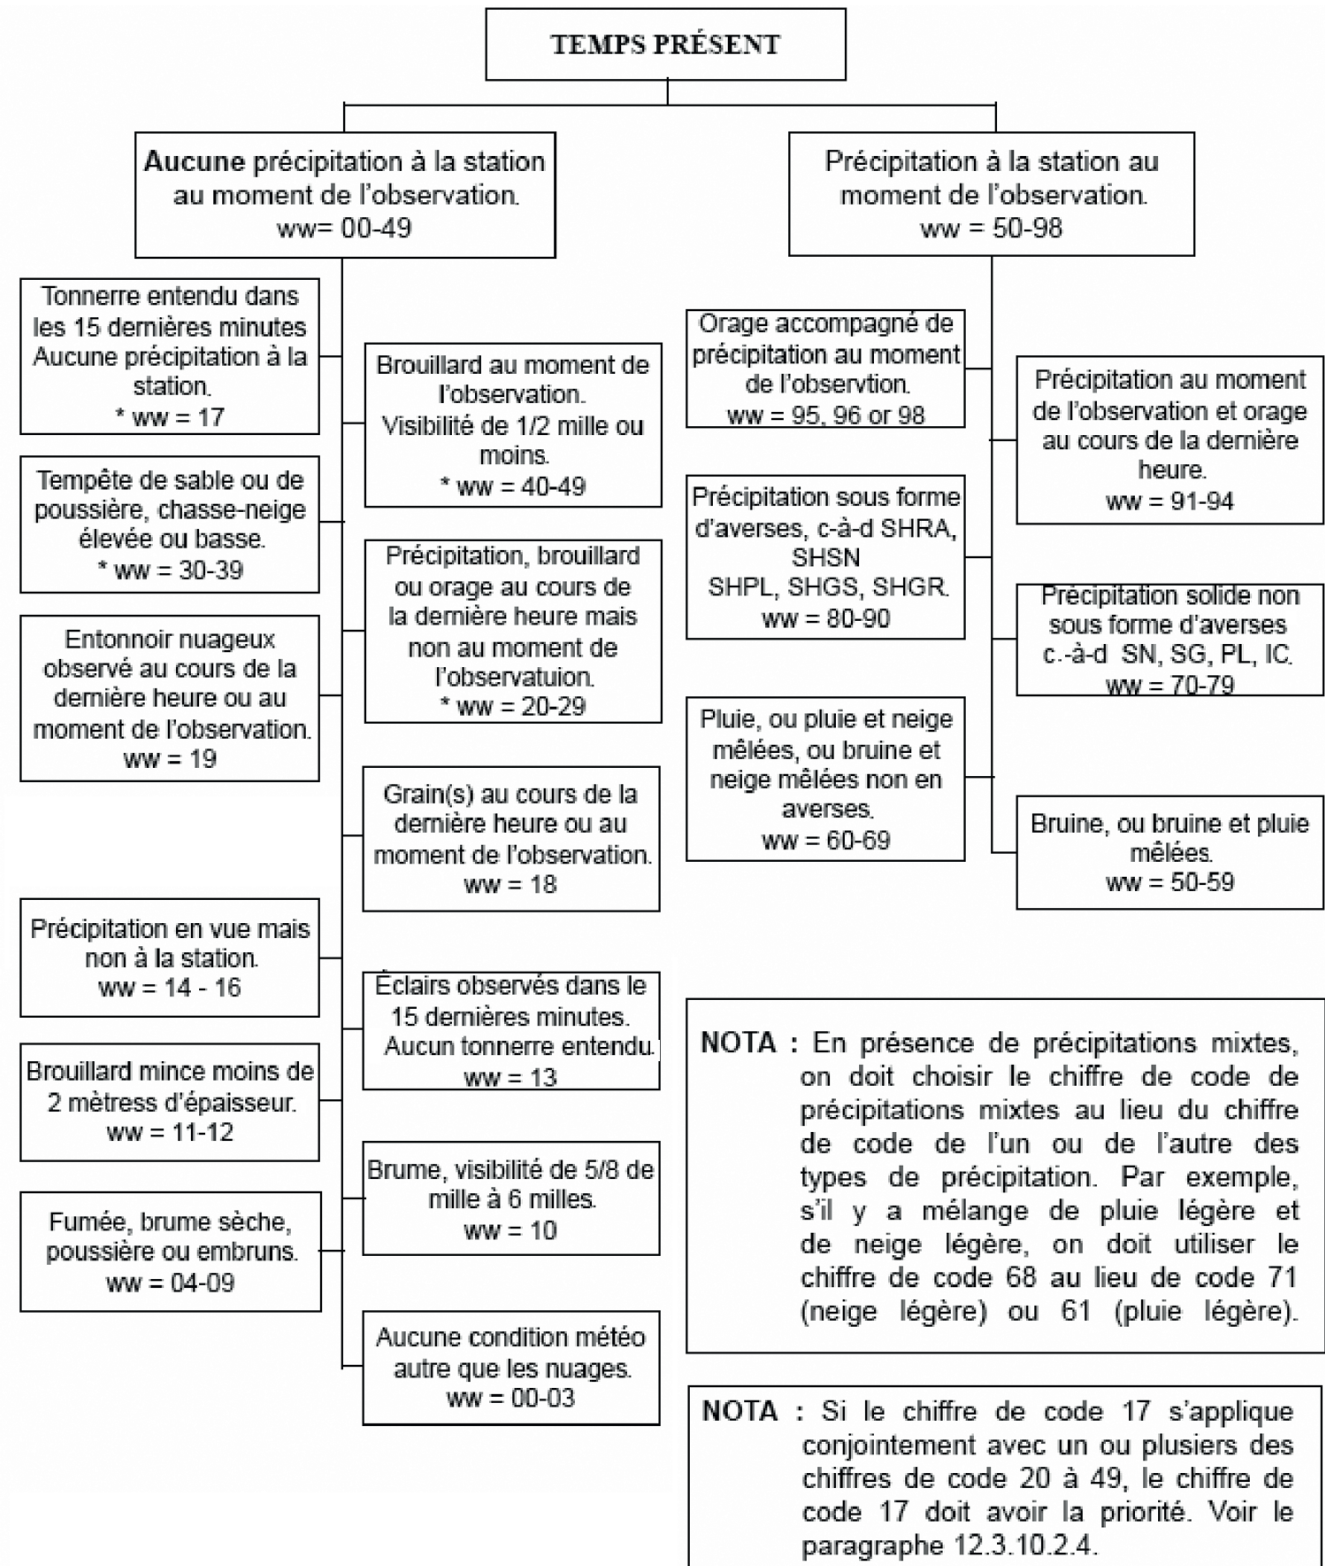 TEMPS PRÉSENT
Aucune précipitation à la station
au moment de l'observation.
ww= 00-49
Précipitation à la station au
moment de l'observation.
ww = 50-98
Tonnerre entendu dans
les 15 dernières minutes
Aucune précipitation à la
station.
* ww = 17
Brouillard au moment de
l'observation.
Visibilité de 1/2 mille ou
moins.
* ww = 40-49
Tempête de sable ou de
poussière, chasse-neige
élevée ou basse.
* ww = 30-39
Précipitation, brouillard
ou orage au cours de
la dernière heure mais
non au moment de
l'observatuion.
* ww = 20-29
Entonnoir nuageux
observé au cours de la
dernière heure ou au
moment de l'observation.
ww = 19
Grain(s) au cours de la
dernière heure ou au
moment de l'observation.
ww = 18
Précipitation en vue mais
non à la station.
ww = 14 - 16
Éclairs observés dans le
15 dernières minutes.
Aucun tonnerre entendu.
ww = 13
Brouillard mince moins de
2 mètress d'épaisseur.
ww = 11-12
Brume, visibilité de 5/8 de
mille à 6 milles.
ww = 10
Fumée, brume sèche,
poussière ou embruns.
ww = 04-09
Aucune condition météo
autre que les nuages.
ww = 00-03
Orage accompagné de
précipitation au moment
de l'observtion.
ww = 95, 96 or 98
Précipitation au moment
de l'observation et orage
au cours de la dernière
heure.
ww = 91-94
Précipitation sous forme
d'averses, c-à-d SHRA,
SHSN
SHPL, SHGS, SHGR.
ww = 80-90
Précipitation solide non
sous forme d'averses
c.-à-d SN, SG, PL, IC.
ww = 70-79
Pluie, ou pluie et neige
mêlées, ou bruine et
neige mêlées non en
averses.
ww = 60-69
Bruine, ou bruine et pluie
mêlées.
ww = 50-59
NOTA : En présence de précipitations mixtes,
on doit choisir le chiffre de code de
précipitations mixtes au lieu du chiffre
de code de l'un ou de l'autre des
types de précipitation. Par exemple,
s'il y a mélange de pluie légère et
de neige légère, on doit utiliser le
chiffre de code 68 au lieu de code 71
(neige légère) ou 61 (pluie légère).
NOTA : Si le chiffre de code 17 s'applique
conjointement avec un ou plusiers des
chiffres de code 20 à 49, le chiffre de
code 17 doit avoir la priorité. Voir le
paragraphe 12.3.10.2.4.